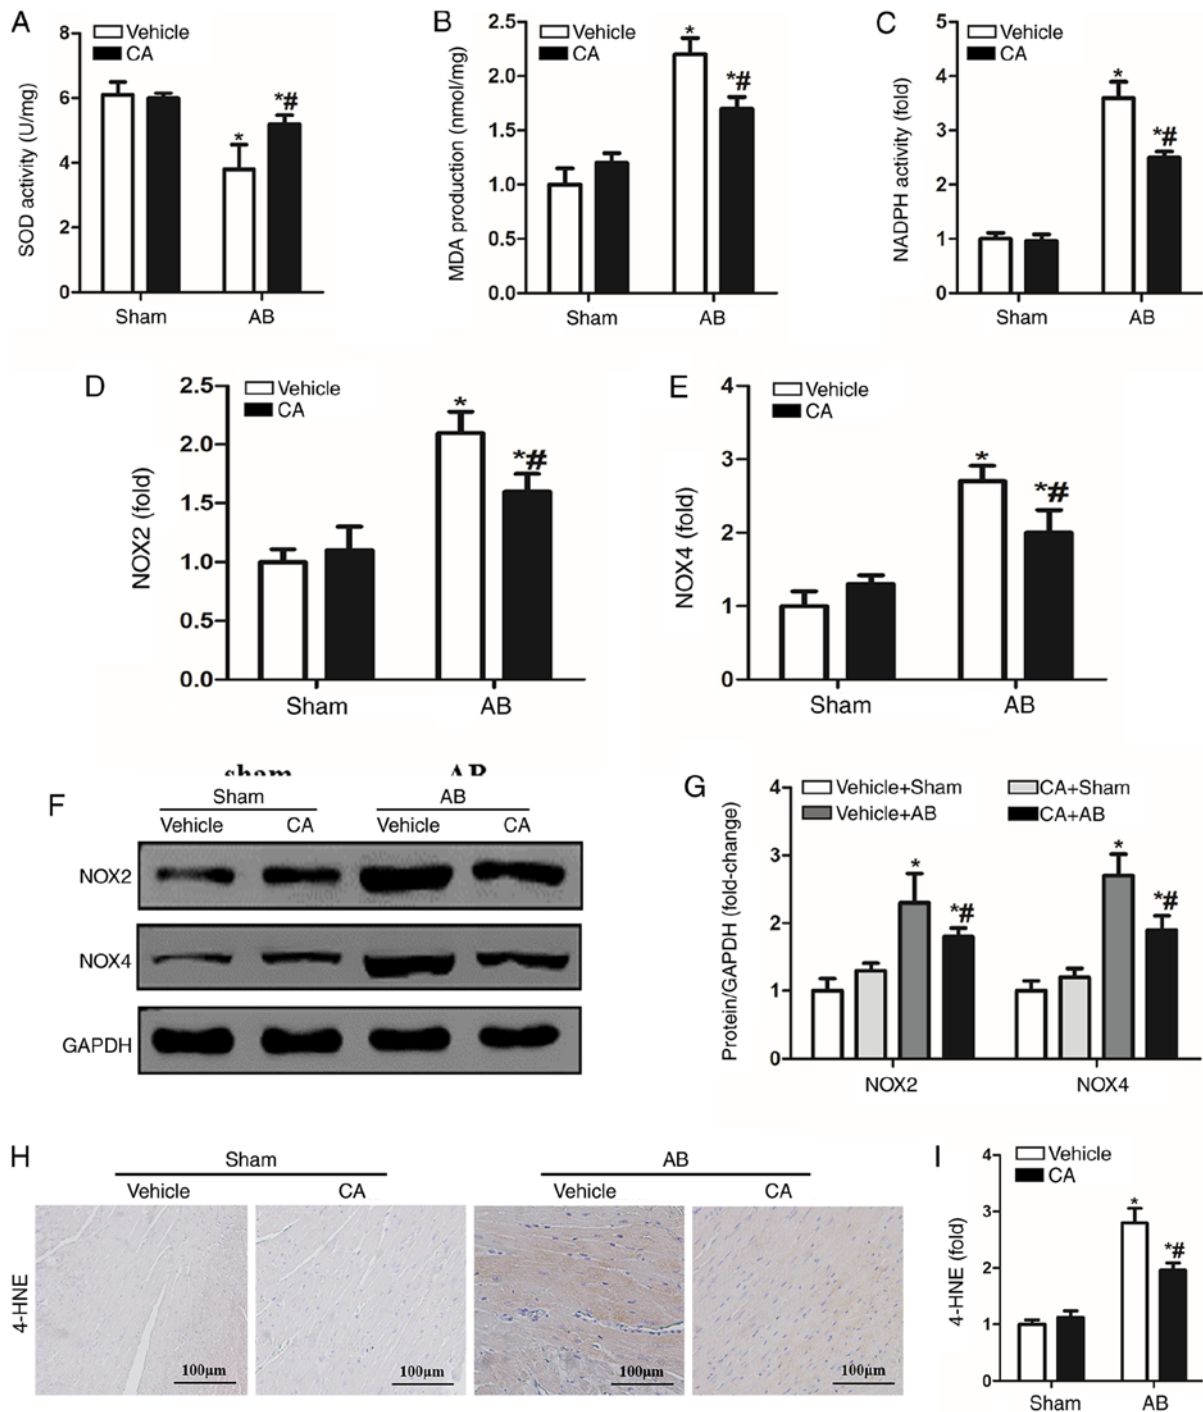 A
Vehicle
CA
SOD activity (U/mg)
8
6
4
2
0
*
*#
Sham
AB
B
Vehicle
CA
MDA production (nmol/mg)
2.5
2.0
1.5
1.0
0.5
0.0
*
*#
Sham
AB
C
Vehicle
CA
NADPH activity (fold)
5
4
3
2
1
0
*
*#
Sham
AB
D
Vehicle
CA
NOX2 (fold)
2.5
2.0
1.5
1.0
0.5
0.0
*
*#
Sham
AB
E
Vehicle
CA
NOX4 (fold)
4
3
2
1
0
*
*#
Sham
AB
F
sham AB
Sham AB
Vehicle CA Vehicle CA
NOX2
NOX4
GAPDH
G
Vehicle+Sham CA+Sham
Vehicle+AB CA+AB
Protein/GAPDH (fold-change)
4
3
2
1
0
*
*#
*
*#
NOX2 NOX4
H
Sham AB
Vehicle CA Vehicle CA
4-HNE
100μm 100μm 100μm 100μm
I
Vehicle
CA
4-HNE (fold)
4
3
2
1
0
*
*#
Sham
AB